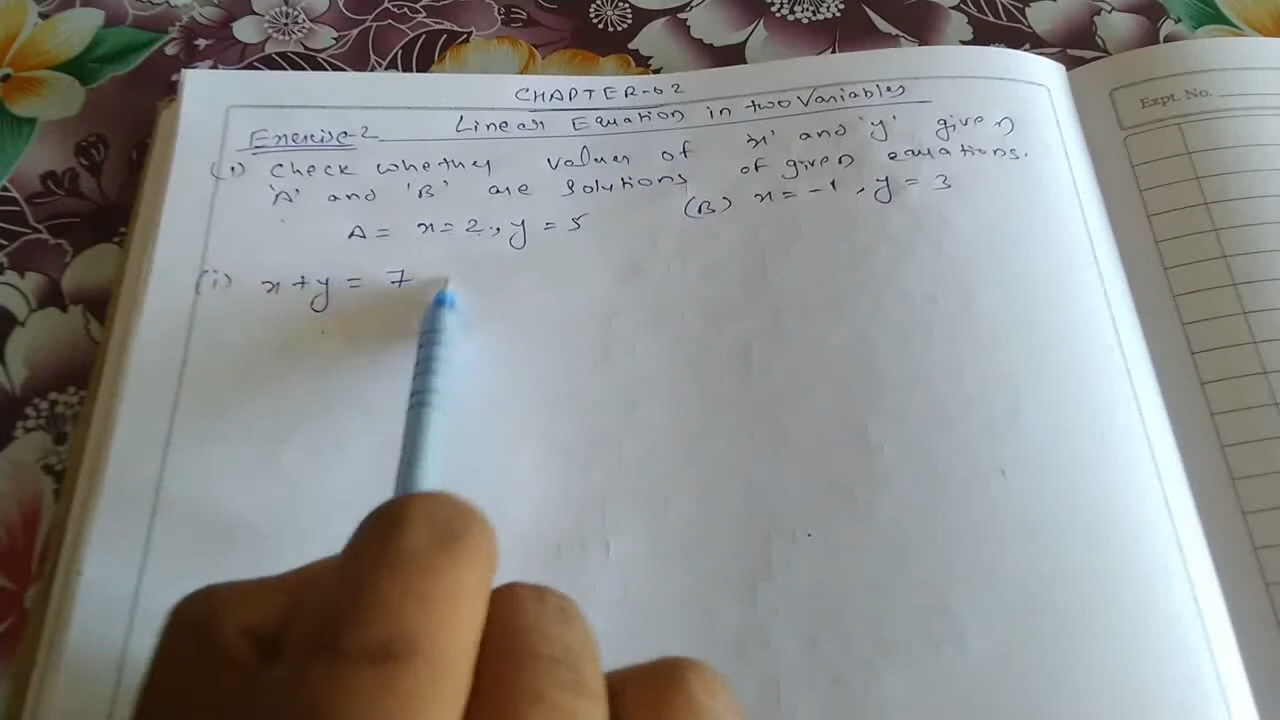 CHAPTER-02
Linear Equation in two Variables
Exercise-2
(1) Check whether values of 'x' and 'y' given
'A' and 'B' are solutions of given equations.
A = x = 2, y = 5 (B) x = -1, y = 3
(i) x + y = 7
Expt. No.